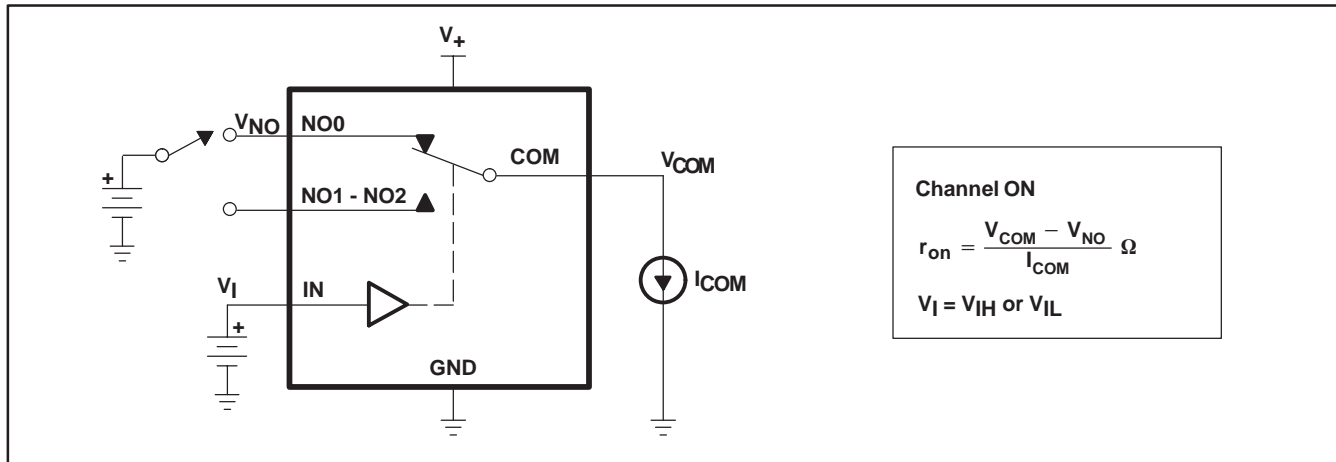 V+
VNO NO0
COM
VCOM
+
NO1 - NO2
VI IN
+
ICOM
GND
Channel ON
ron = VCOM − VNO / ICOM Ω
VI = VIH or VIL